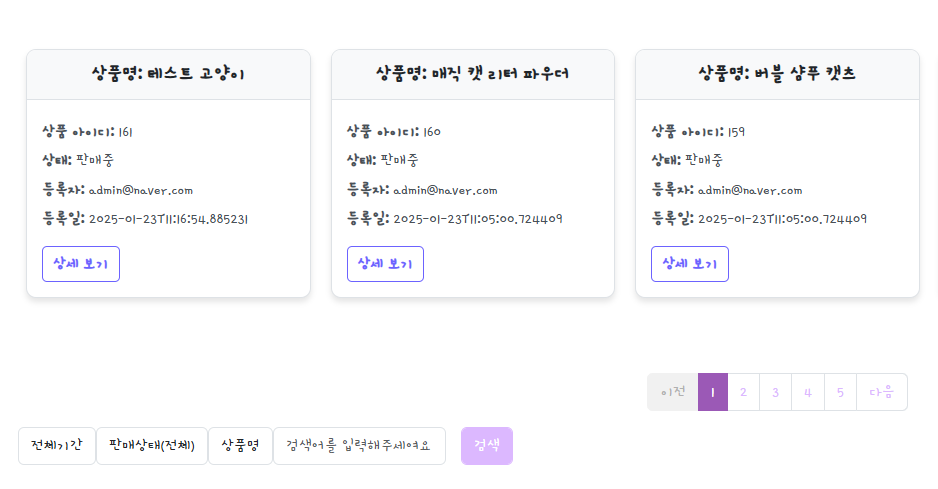 상품명: 테스트 고양이
상품 아이디: 161
상태: 판매중
등록자: admin@naver.com
등록일: 2025-01-23T11:16:54.885231
상세 보기
상품명: 매직 캣 리터 파우더
상품 아이디: 160
상태: 판매중
등록자: admin@naver.com
등록일: 2025-01-23T11:05:00.724409
상세 보기
상품명: 버블 샴푸 캣츠
상품 아이디: 159
상태: 판매중
등록자: admin@naver.com
등록일: 2025-01-23T11:05:00.724409
상세 보기
이전 1 2 3 4 5 다음
전체기간 판매상태(전체) 상품명 검색어를 입력해주세여요 검색